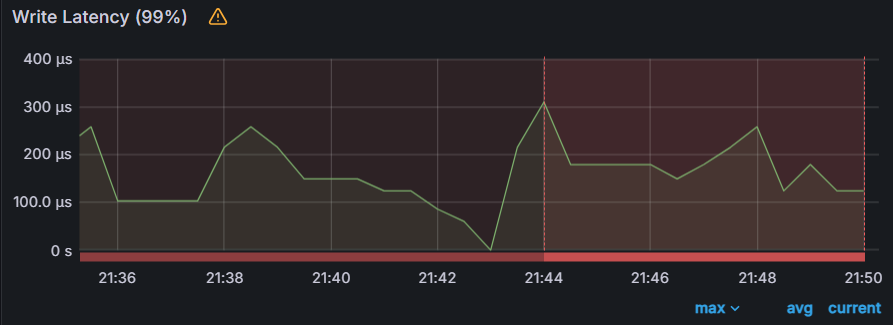 Write Latency (99%)
400 µs
300 µs
200 µs
100.0 µs
0 s
21:36 21:38 21:40 21:42 21:44 21:46 21:48 21:50
max avg current